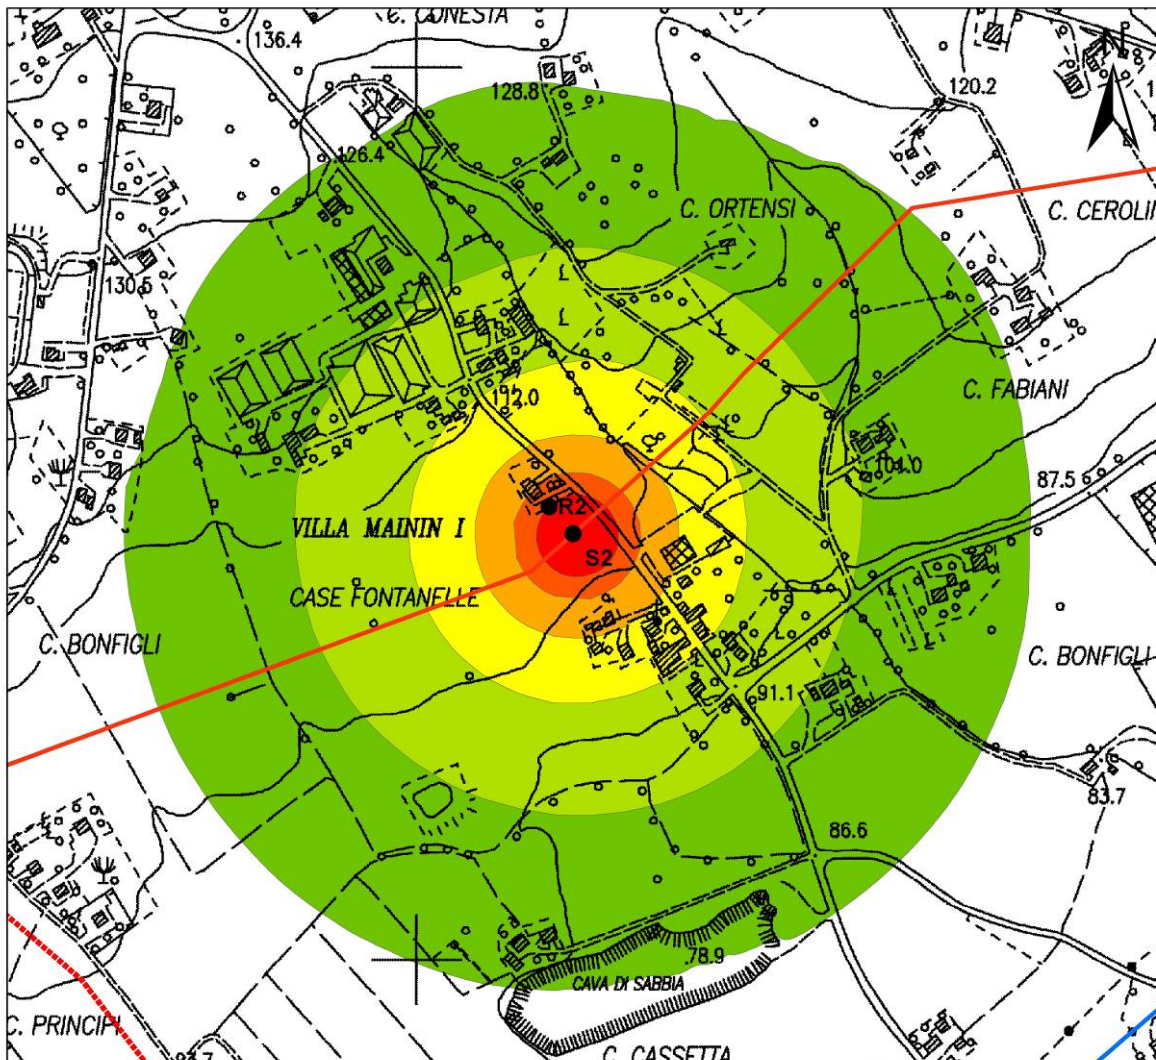 C. CONESTA
136.4
N
128.8
120.2
126.4
C. ORTENSI
130.5
C. FABIANI
112.0
101.0
87.5
R2
VILLA MAININ I
S2
CASE FONTANELLE
C. BONFIGLI
C. BONFIGLI
91.1
83.7
86.6
78.9
CAVA DI SABBIA
C. PRINCIPI
C. CASSETTA